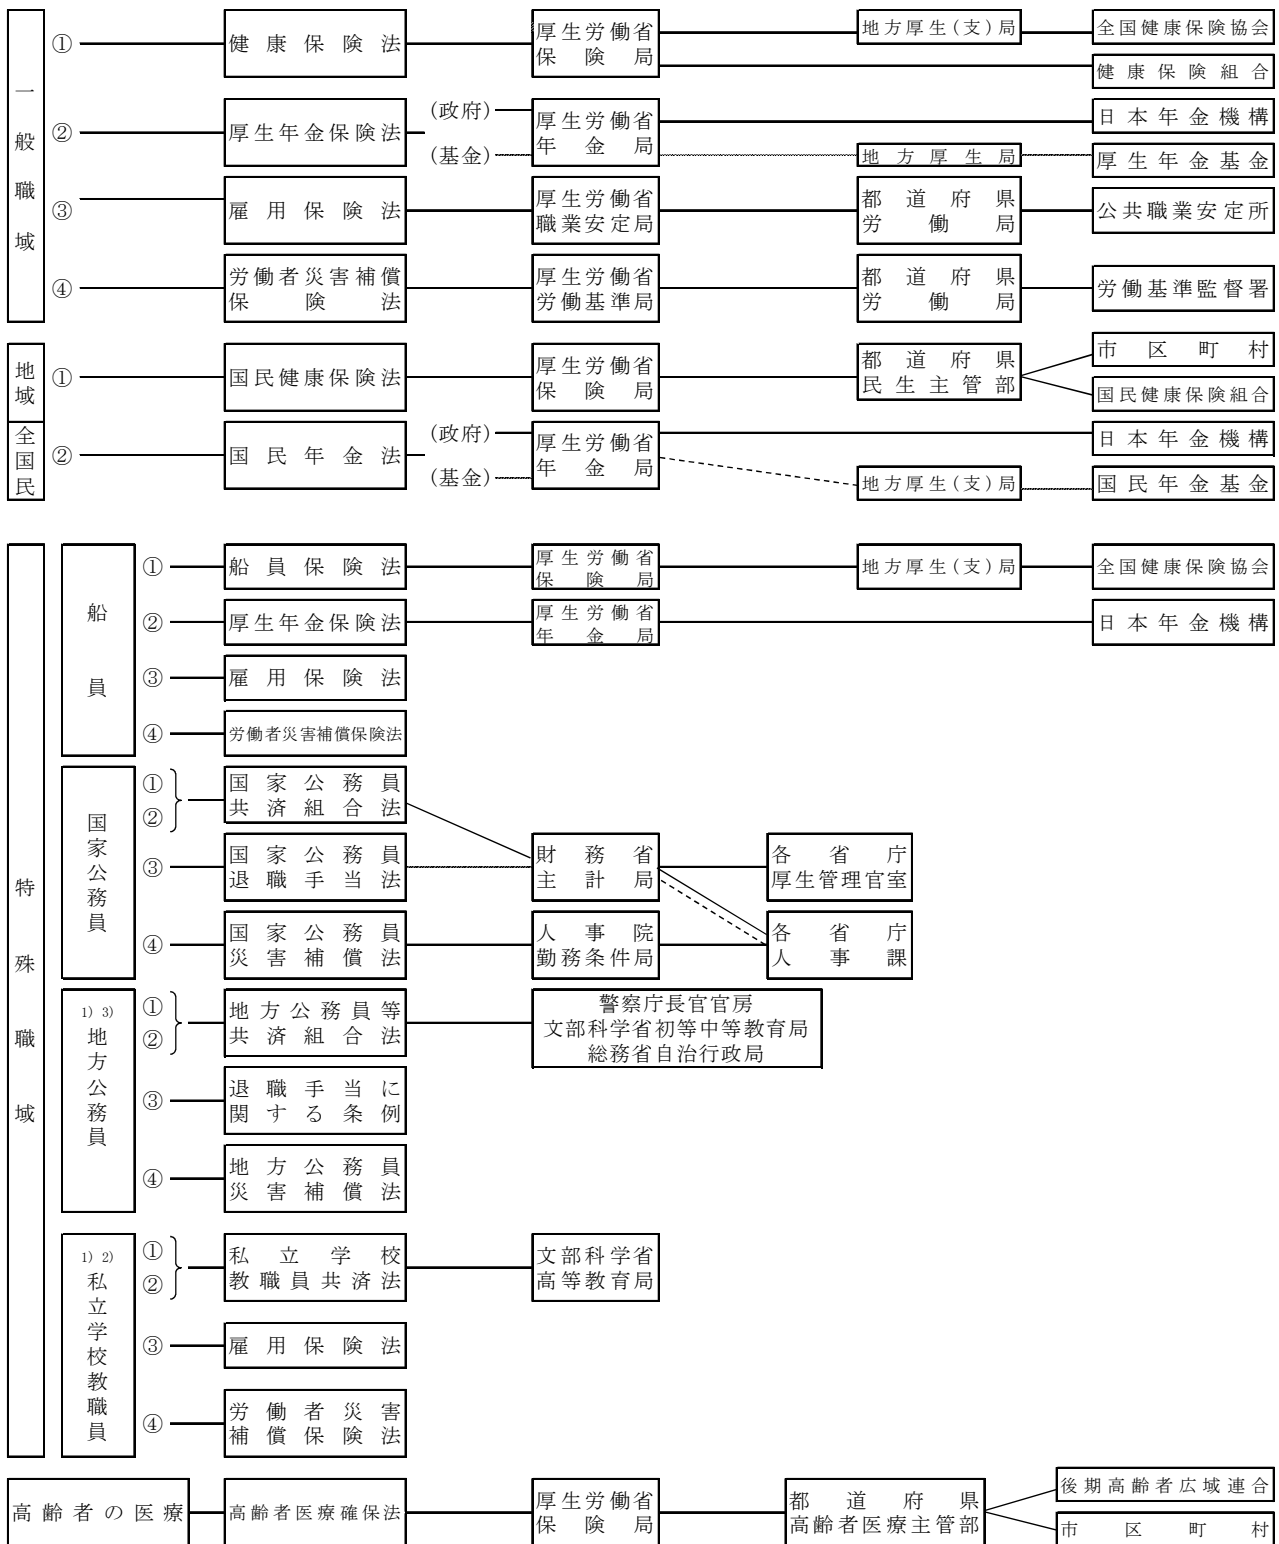 一般職域
①
健康保険法
厚生労働省
保険局
地方厚生(支)局
全国健康保険協会
健康保険組合
②
厚生年金保険法
(政府)
(基金)
厚生労働省
年金局
日本年金機構
地方厚生局
厚生年金基金
③
雇用保険法
厚生労働省
職業安定局
都道府県
労働局
公共職業安定所
④
労働者災害補償
保険法
厚生労働省
労働基準局
都道府県
労働局
労働基準監督署
地域
①
国民健康保険法
厚生労働省
保険局
都道府県
民生主管部
市区町村
国民健康保険組合
全国民
②
国民年金法
(政府)
(基金)
厚生労働省
年金局
日本年金機構
地方厚生(支)局
国民年金基金
特殊職域
船員
①
船員保険法
厚生労働省
保険局
地方厚生(支)局
全国健康保険協会
②
厚生年金保険法
厚生労働省
年金局
日本年金機構
③
雇用保険法
④
労働者災害補償保険法
国家公務員
①
②
国家公務員
共済組合法
③
国家公務員
退職手当法
財務省
主計局
各省庁
厚生管理官室
④
国家公務員
災害補償法
人事院
勤務条件局
各省庁
人事課
1) 3)
地方公務員
①
②
地方公務員等
共済組合法
警察庁長官官房
文部科学省初等中等教育局
総務省自治行政局
③
退職手当に
関する条例
④
地方公務員
災害補償法
1) 2)
私立学校教職員
①
②
私立学校
教職員共済法
文部科学省
高等教育局
③
雇用保険法
④
労働者災害
補償保険法
高齢者の医療
高齢者医療確保法
厚生労働省
保険局
都道府県
高齢者医療主管部
後期高齢者広域連合
市区町村